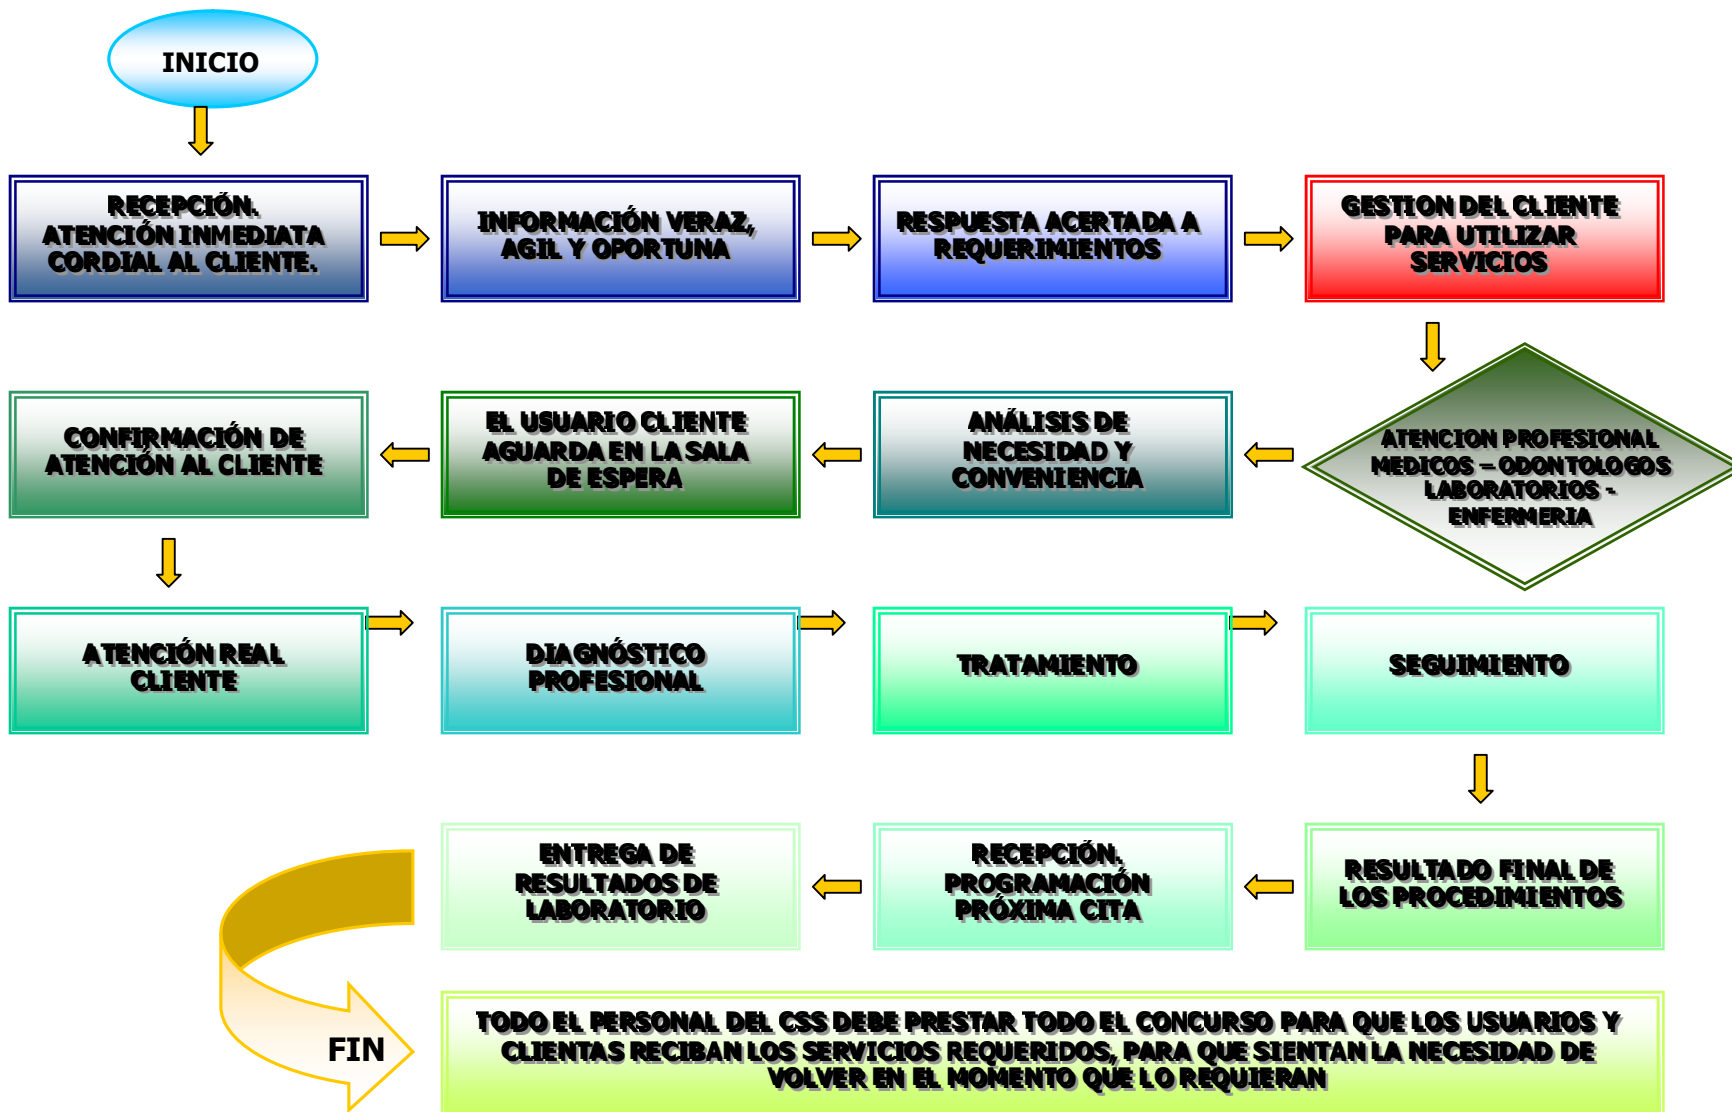 INICIO
RECEPCIÓN.
ATENCIÓN INMEDIATA
CORDIAL AL CLIENTE.
INFORMACIÓN VERAZ,
AGIL Y OPORTUNA
RESPUESTA ACERTADA A
REQUERIMIENTOS
GESTION DEL CLIENTE
PARA UTILIZAR
SERVICIOS
ATENCION PROFESIONAL
MEDICOS – ODONTOLOGOS
LABORATORIOS -
ENFERMERIA
ANÁLISIS DE
NECESIDAD Y
CONVENIENCIA
EL USUARIO CLIENTE
AGUARDA EN LA SALA
DE ESPERA
CONFIRMACIÓN DE
ATENCIÓN AL CLIENTE
ATENCIÓN REAL
CLIENTE
DIAGNÓSTICO
PROFESIONAL
TRATAMIENTO
SEGUIMIENTO
RESULTADO FINAL DE
LOS PROCEDIMIENTOS
RECEPCIÓN.
PROGRAMACIÓN
PRÓXIMA CITA
ENTREGA DE
RESULTADOS DE
LABORATORIO
FIN
TODO EL PERSONAL DEL CSS DEBE PRESTAR TODO EL CONCURSO PARA QUE LOS USUARIOS Y
CLIENTAS RECIBAN LOS SERVICIOS REQUERIDOS, PARA QUE SIENTAN LA NECESIDAD DE
VOLVER EN EL MOMENTO QUE LO REQUIERAN